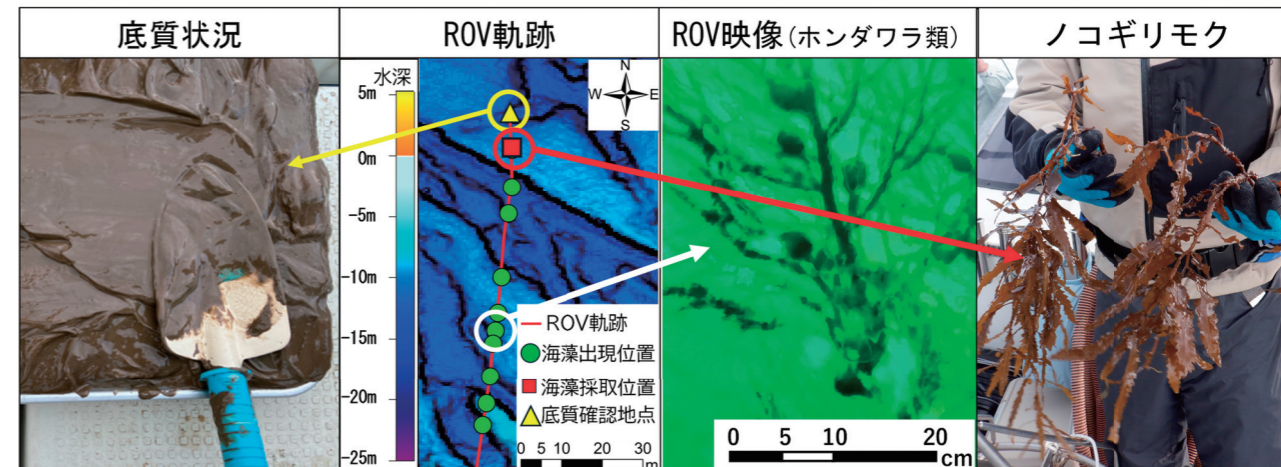 底質状況
ROV軌跡
ROV映像(ホンダワラ類)
ノコギリモク
水深
5m
0m
-5m
-10m
-15m
-20m
-25m
N
W
E
S
ROV軌跡
海藻出現位置
海藻採取位置
底質確認地点
0 5 10 20 30
m
0 5 10 20
cm